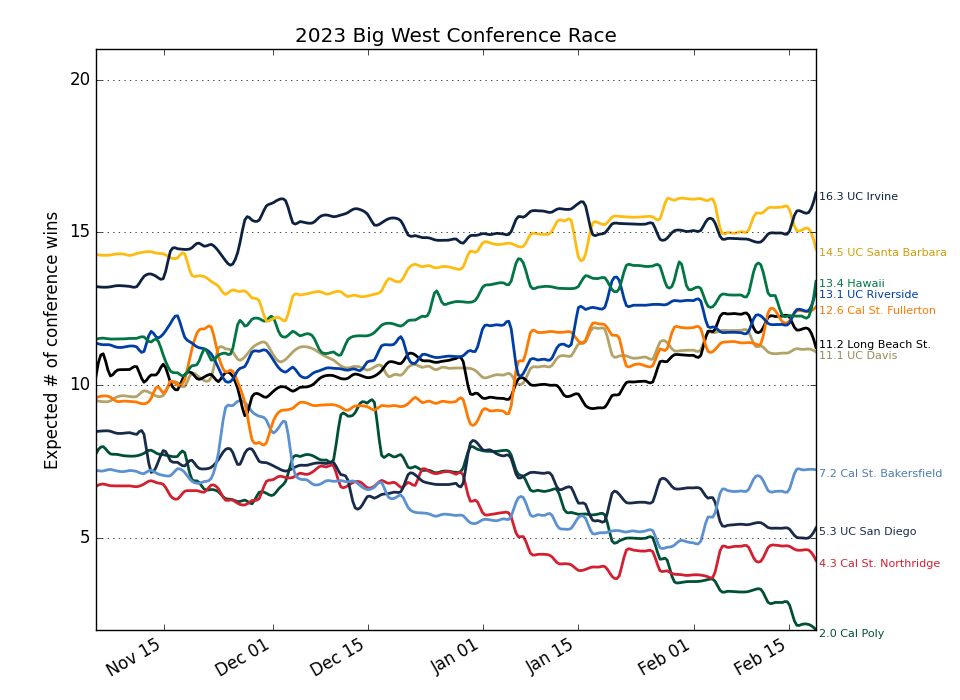 2023 Big West Conference Race
Expected # of conference wins
20
15
10
5
Nov 15
Dec 01
Dec 15
Jan 01
Jan 15
Feb 01
Feb 15
16.3 UC Irvine
14.5 UC Santa Barbara
13.4 Hawaii
13.1 UC Riverside
12.6 Cal St. Fullerton
11.2 Long Beach St.
11.1 UC Davis
7.2 Cal St. Bakersfield
5.3 UC San Diego
4.3 Cal St. Northridge
2.0 Cal Poly